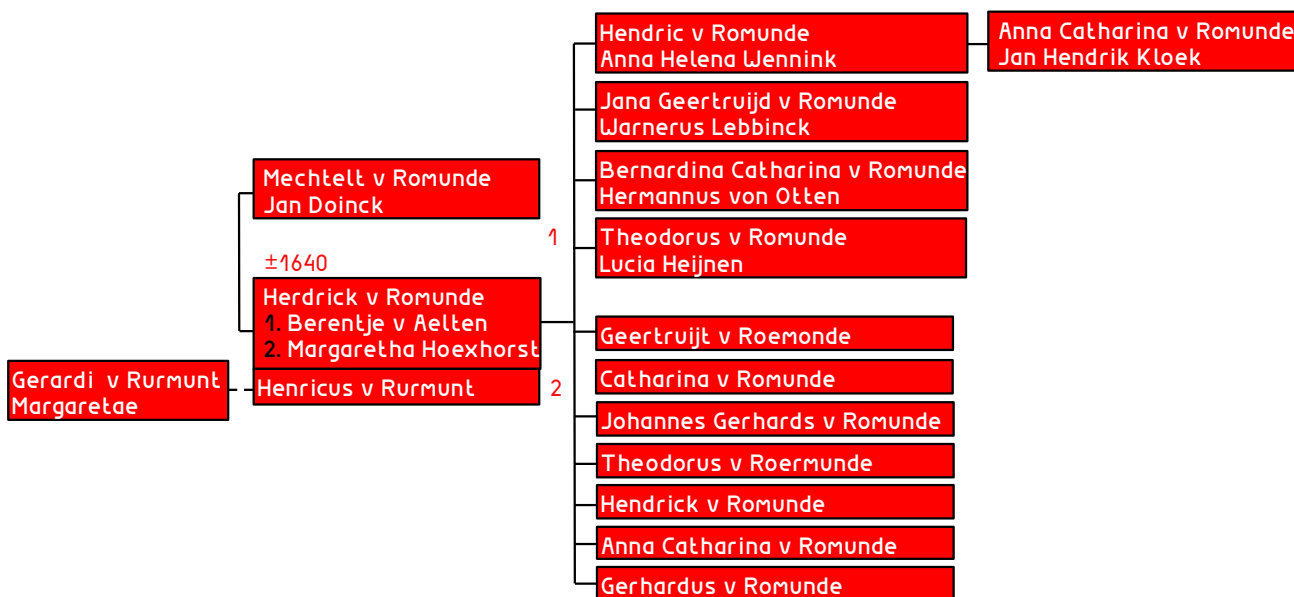 Gerardi v Rurmunt
Margaretae
Mechtelt v Romunde
Jan Doinck
±1640
Herdrick v Romunde
1. Berentje v Aelten
2. Margaretha Hoexhorst
Henricus v Rurmunt
1
2
Hendric v Romunde
Anna Helena Wennink
Jana Geertruijd v Romunde
Warnerus Lebbinck
Bernardina Catharina v Romunde
Hermannus von Otten
Theodorus v Romunde
Lucia Heijnen
Geertruijt v Roemonde
Catharina v Romunde
Johannes Gerhards v Romunde
Theodorus v Roermunde
Hendrick v Romunde
Anna Catharina v Romunde
Gerhardus v Romunde
Anna Catharina v Romunde
Jan Hendrik Kloek